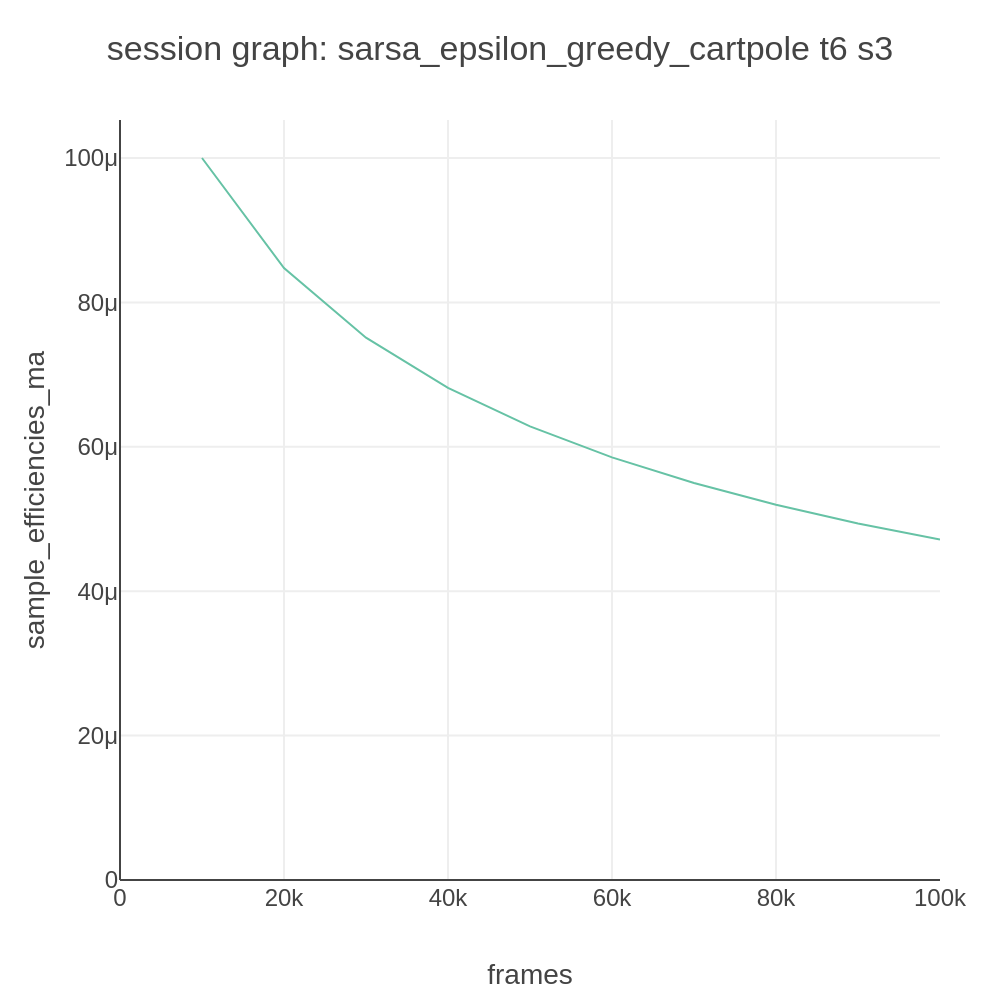 session graph: sarsa_epsilon_greedy_cartpole t6 s3
100μ
80μ
60μ
40μ
20μ
0
sample_efficiencies_ma
0 20k 40k 60k 80k 100k
frames